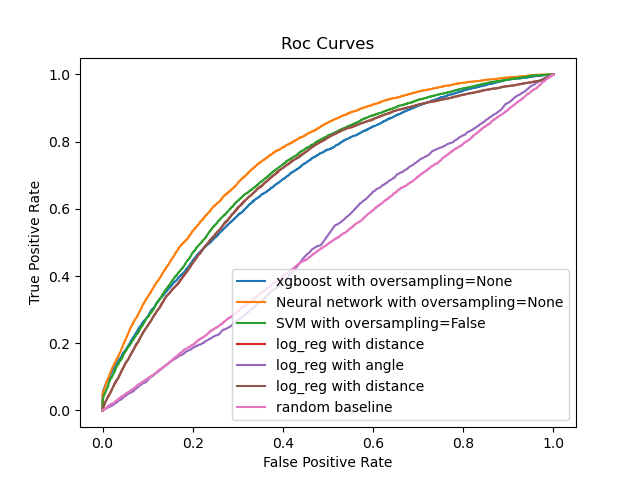 Roc Curves
1.0
0.8
0.6
0.4
0.2
0.0
True Positive Rate
xgboost with oversampling=None
Neural network with oversampling=None
SVM with oversampling=False
log_reg with distance
log_reg with angle
log_reg with distance
random baseline
0.0 0.2 0.4 0.6 0.8 1.0
False Positive Rate